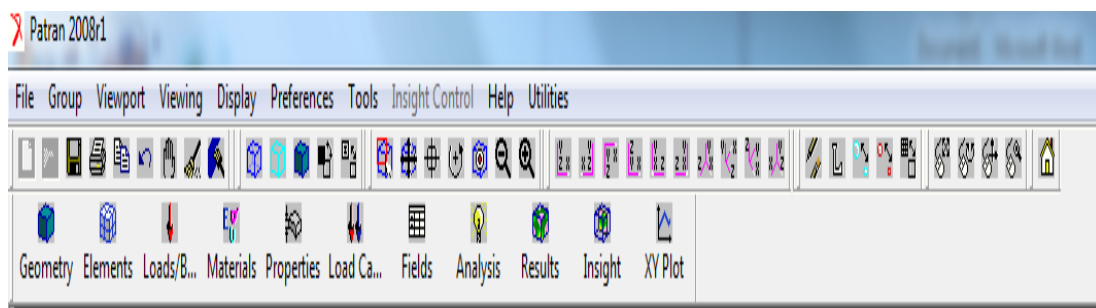 Patran 2008r1
File Group Viewport Viewing Display Preferences Tools Insight Control Help Utilities
Geometry Elements Loads/B... Materials Properties Load Ca... Fields Analysis Results Insight XY Plot